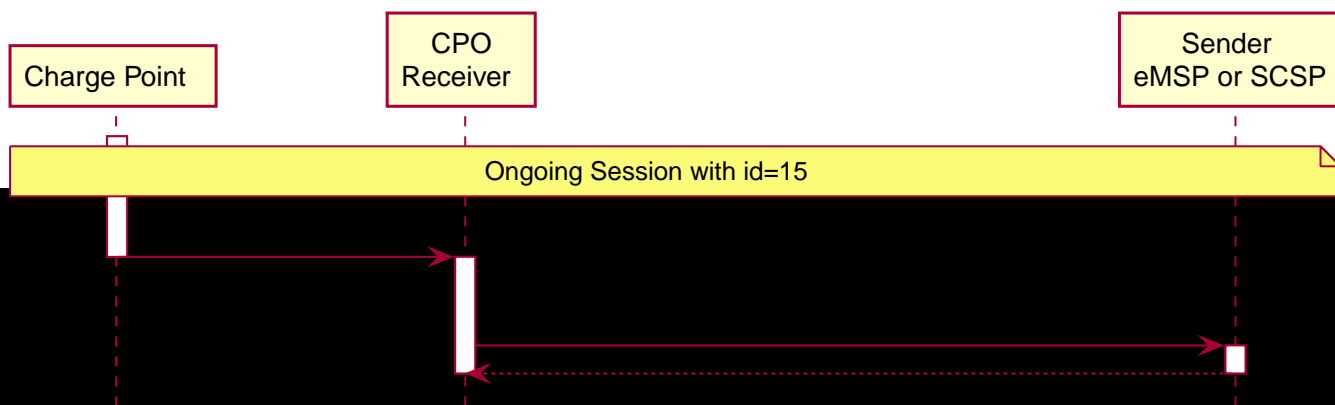 Charge Point
CPO
Receiver
Sender
eMSP or SCSP
Ongoing Session with id=15